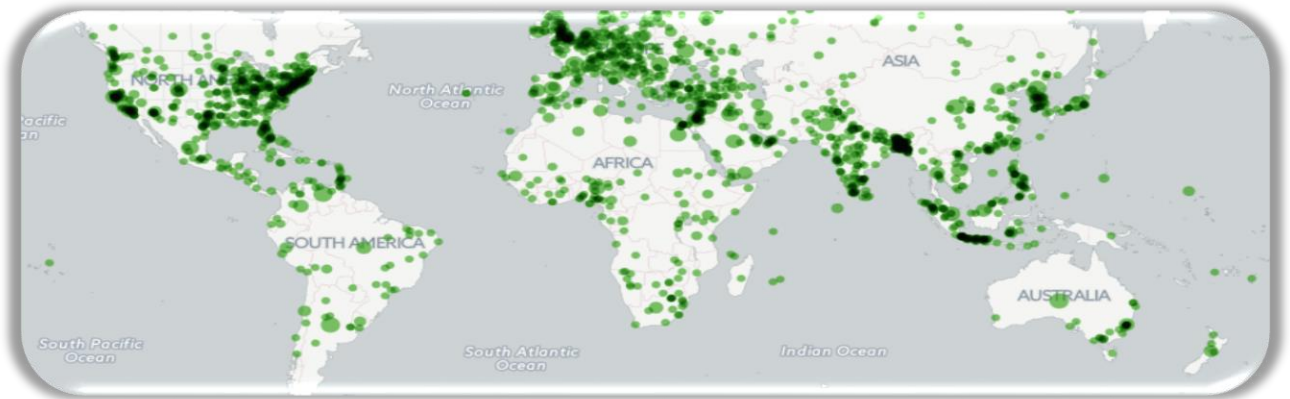 NORTH AM
North Atlantic
Ocean
ASIA
Pacific
an
AFRICA
SOUTH AMERICA
AUSTRALIA
South Pacific
Ocean
South Atlantic
Ocean
Indian Ocean